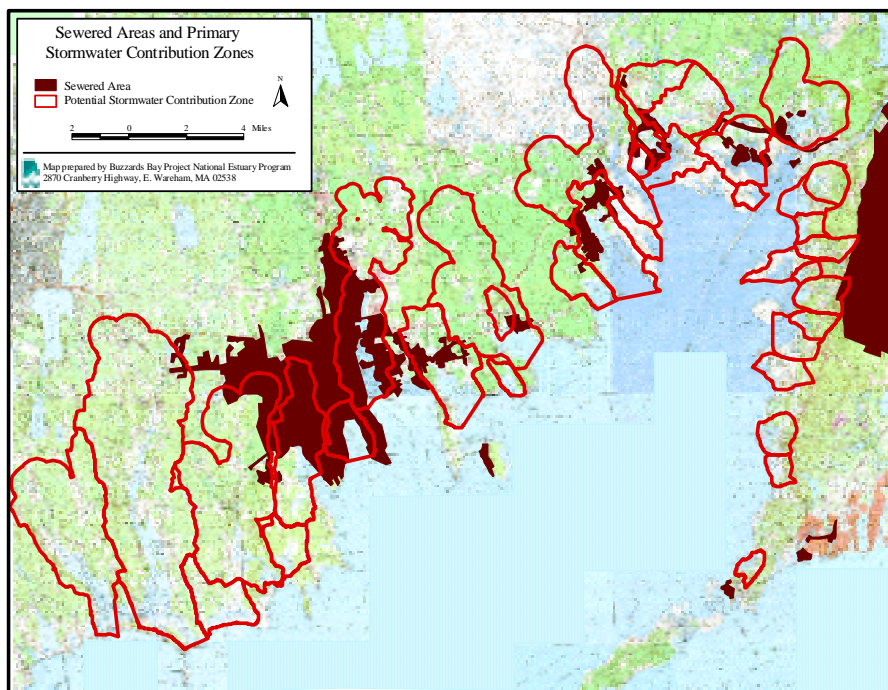 Sewered Areas and Primary
Stormwater Contribution Zones
Sewered Area
Potential Stormwater Contribution Zone
N
2 0 2 4 Miles
Map prepared by Buzzards Bay Project National Estuary Program
2870 Cranberry Highway, E. Wareham, MA 02538